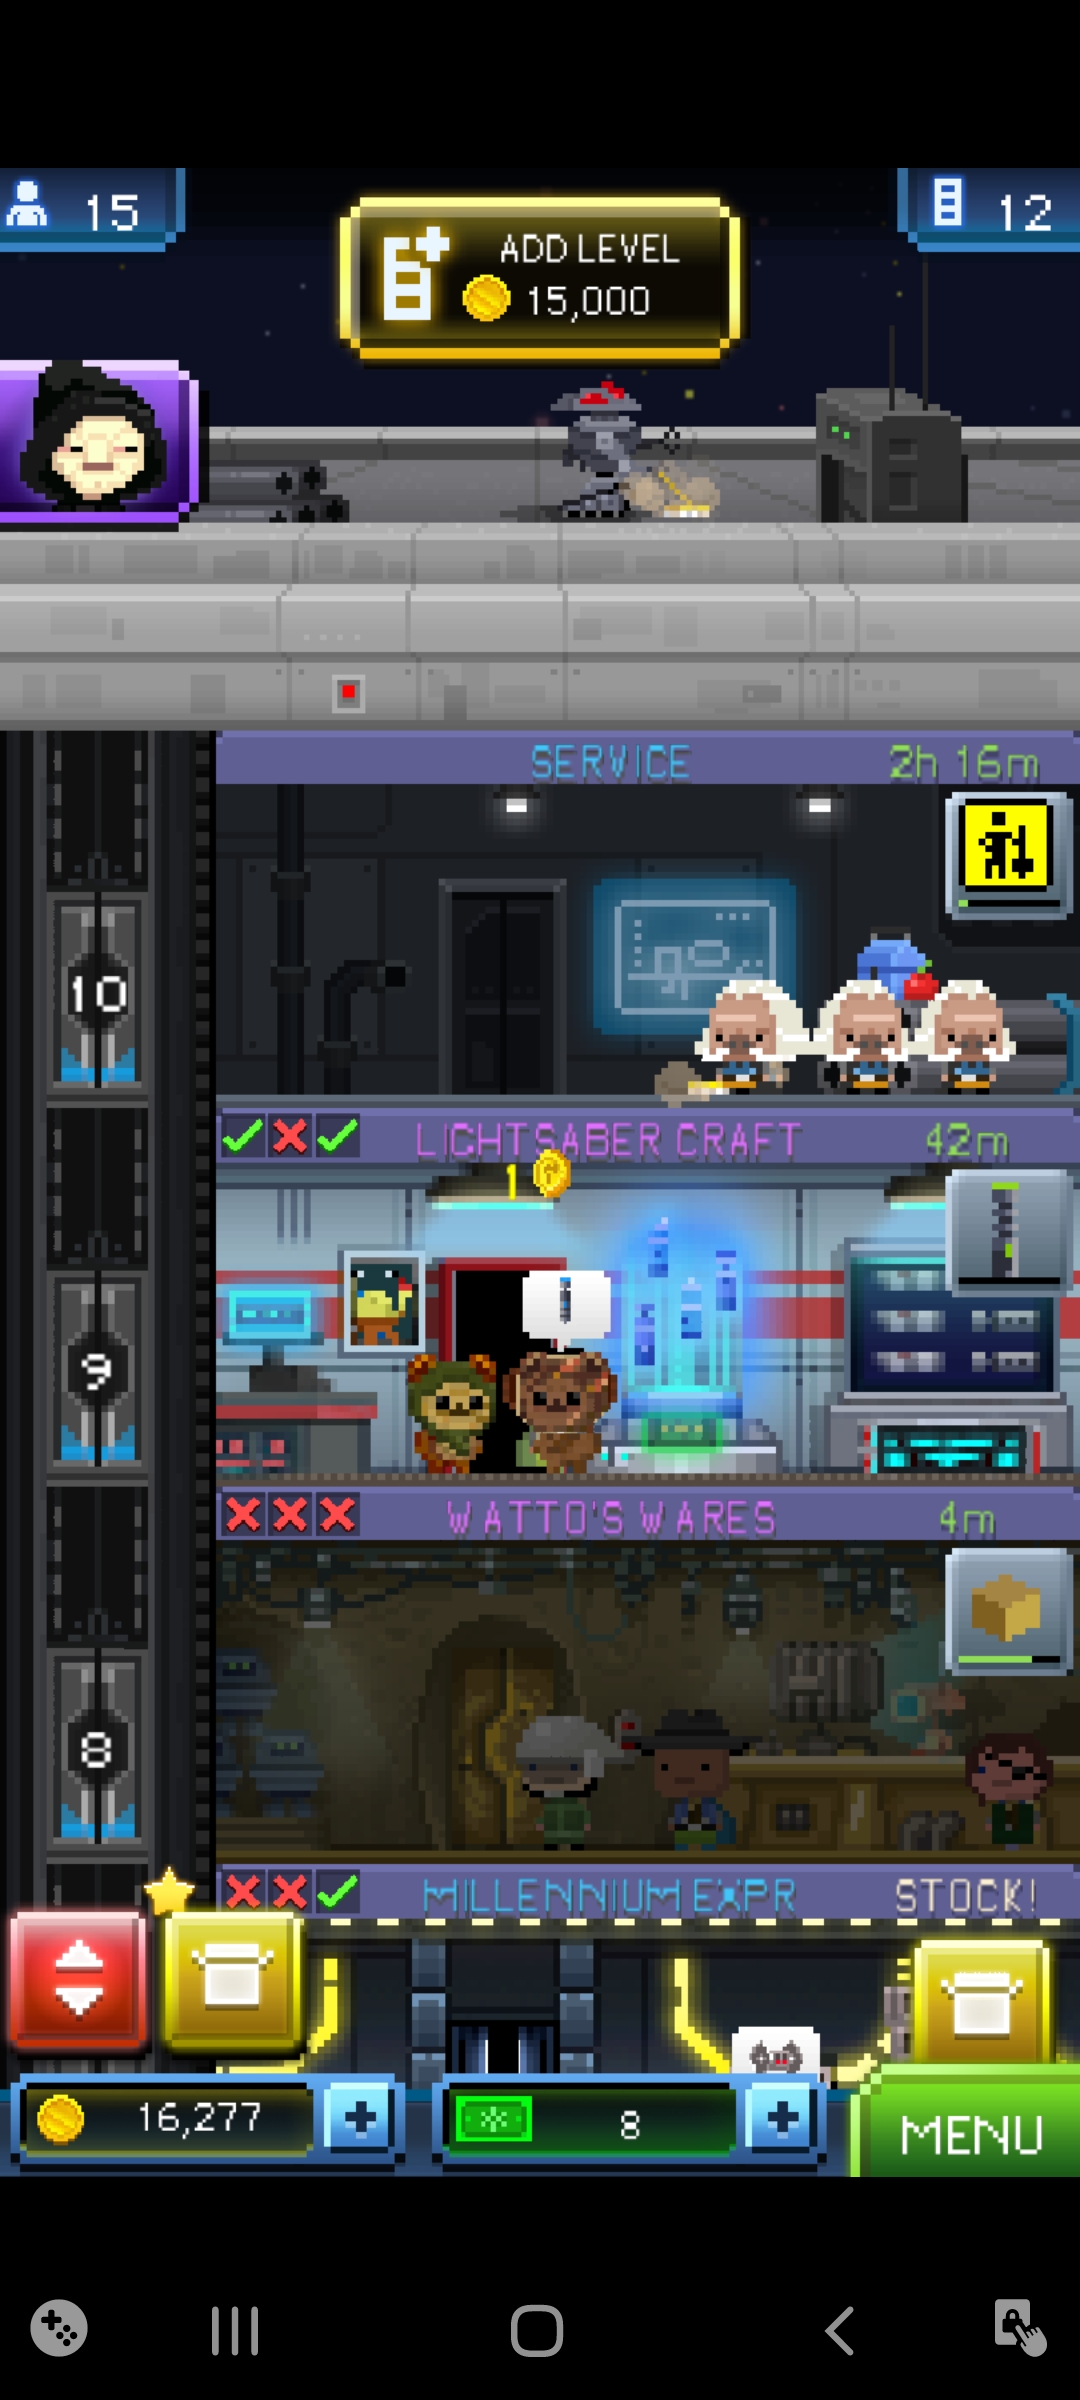 15
12
ADD LEVEL
15,000
SERVICE
2h 16m
10
LIGHTSABER CRAFT
42m
1
9
WATTO'S WARES
4m
8
MILLENNIUM EXPR
STOCK!
16,277
8
MENU